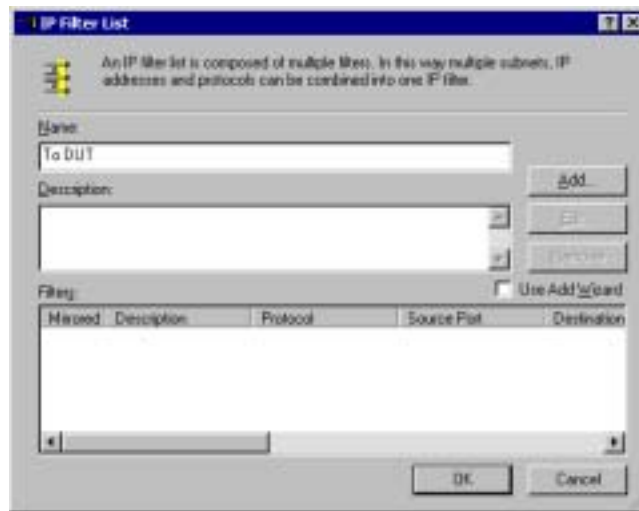 IP Filter List
An IP filter list is composed of multiple filters. In this way multiple subnets, IP
addresses and protocols can be combined into one IP filter.
Name:
To DUT
Add...
Description:
Edit...
Remove
Filters:
Use Add Wizard
Mirrored Description Protocol Source Port Destination
OK
Cancel